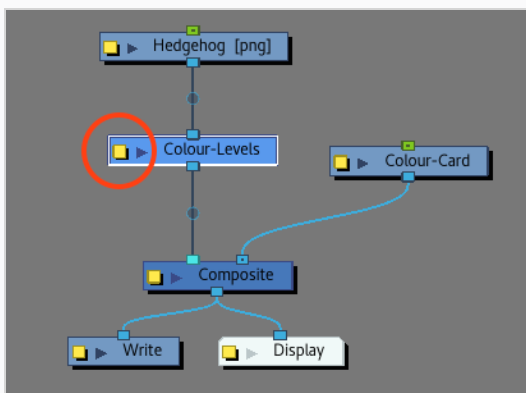 Hedgehog [png]
Colour-Levels
Colour-Card
Composite
Write
Display